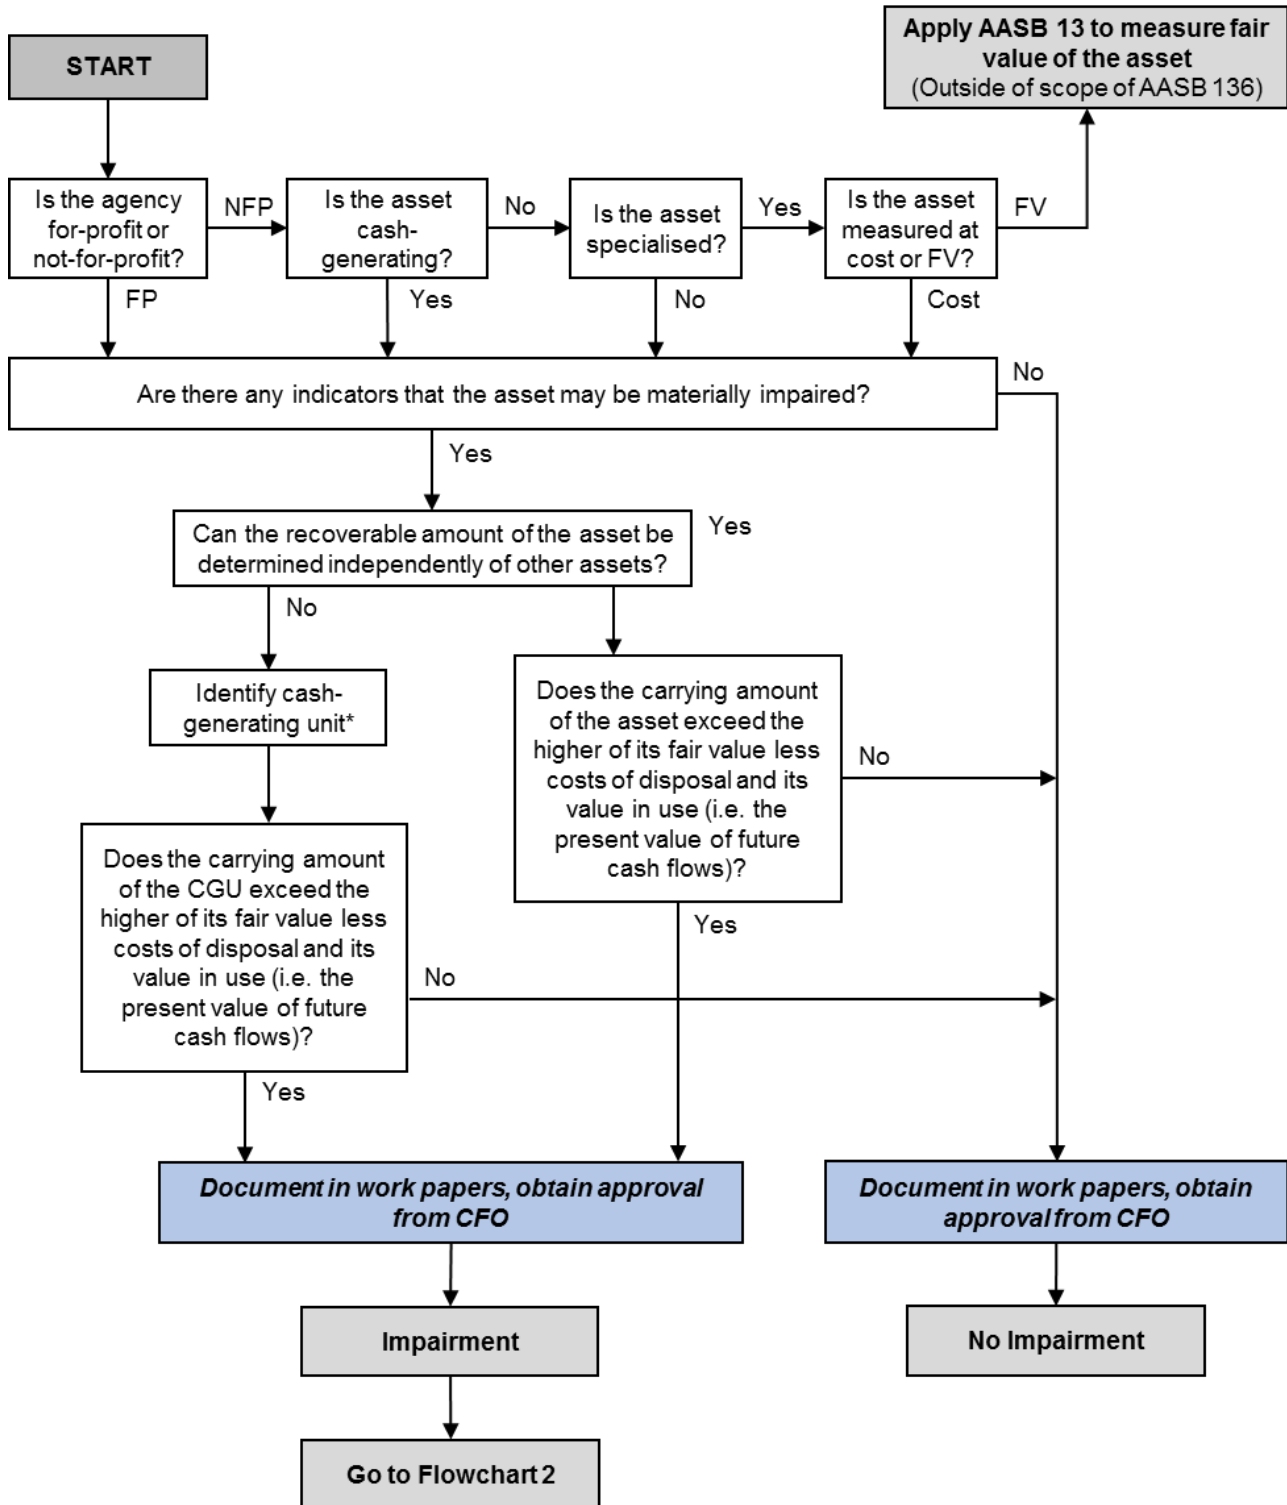 START
Apply AASB 13 to measure fair
value of the asset
(Outside of scope of AASB 136)
Is the agency
for-profit or
not-for-profit?
NFP
Is the asset
cash-
generating?
No
Is the asset
specialised?
Yes
Is the asset
measured at
cost or FV?
FV
FP
Yes
No
Cost
Are there any indicators that the asset may be materially impaired?
No
Yes
Can the recoverable amount of the asset be
determined independently of other assets?
Yes
No
Identify cash-
generating unit*
Does the carrying amount
of the asset exceed the
higher of its fair value less
costs of disposal and its
value in use (i.e. the
present value of future
cash flows)?
No
Yes
Does the carrying amount
of the CGU exceed the
higher of its fair value less
costs of disposal and its
value in use (i.e. the
present value of future
cash flows)?
No
Yes
Document in work papers, obtain approval
from CFO
Document in work papers, obtain
approval from CFO
Impairment
No Impairment
Go to Flowchart 2